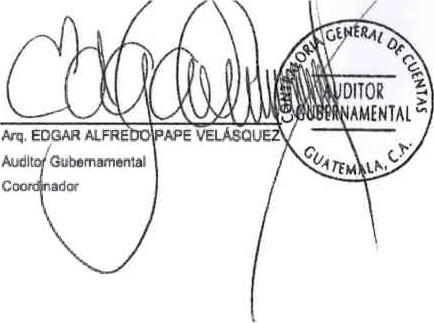 CONTRALORIA GENERAL DE CUENTAS
AUDITOR
GUBERNAMENTAL
GUATEMALA, C.A.
Arq. EDGAR ALFREDO PAPE VELÁSQUEZ
Auditor Gubernamental
Coordinador